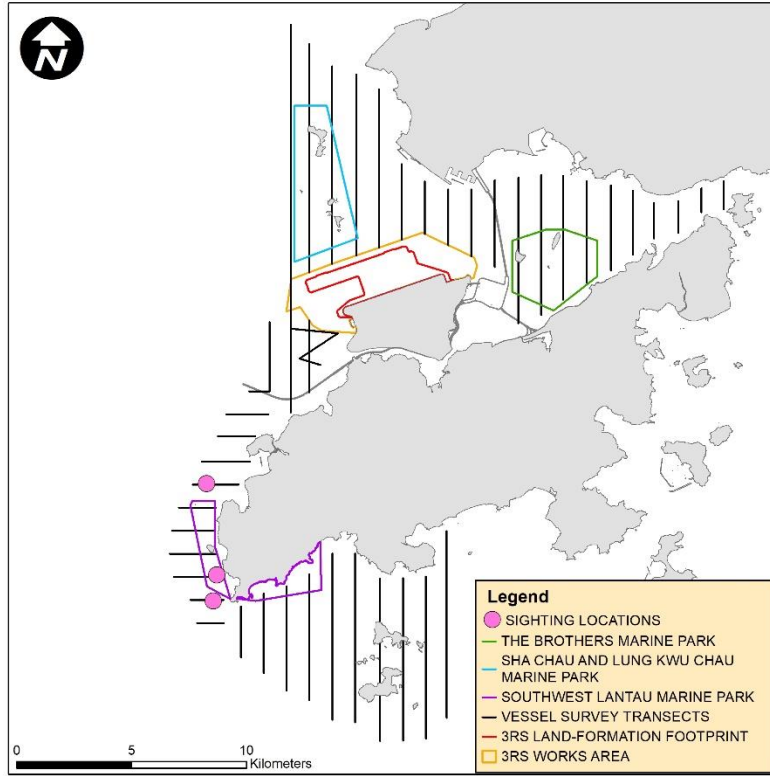 N
Legend
SIGHTING LOCATIONS
THE BROTHERS MARINE PARK
SHA CHAU AND LUNG KWU CHAU
MARINE PARK
SOUTHWEST LANTAU MARINE PARK
VESSEL SURVEY TRANSECTS
3RS LAND-FORMATION FOOTPRINT
3RS WORKS AREA
0 5 10
Kilometers